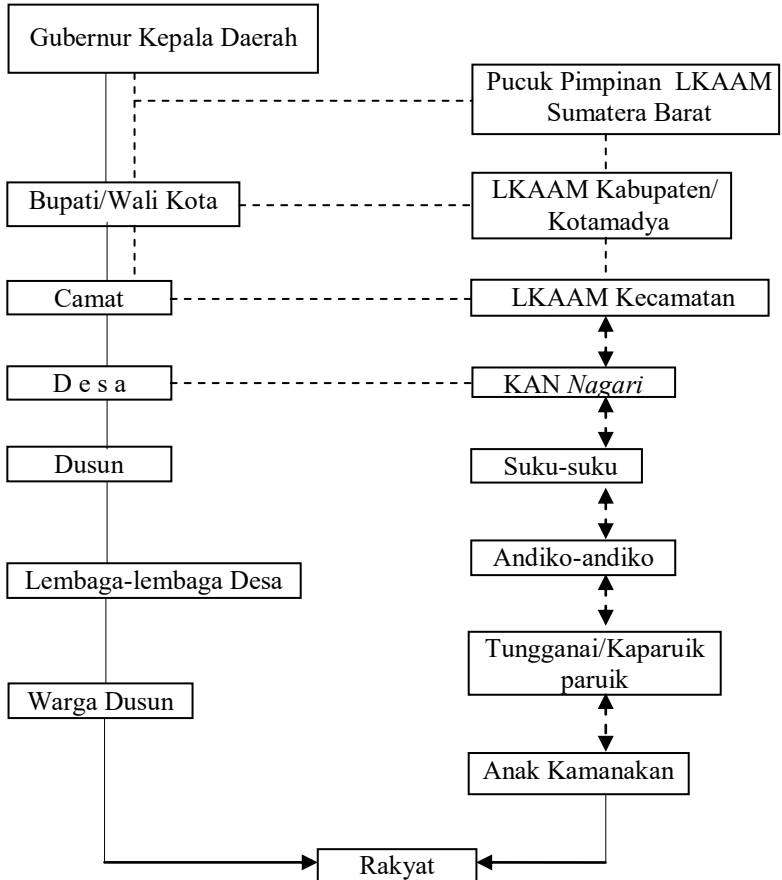 Gubernur Kepala Daerah
Pucuk Pimpinan LKAAM
Sumatera Barat
Bupati/Wali Kota
LKAAM Kabupaten/
Kotamadya
Camat
LKAAM Kecamatan
D e s a
KAN Nagari
Dusun
Suku-suku
Andiko-andiko
Lembaga-lembaga Desa
Tungganai/Kaparuik
paruik
Warga Dusun
Anak Kamanakan
Rakyat